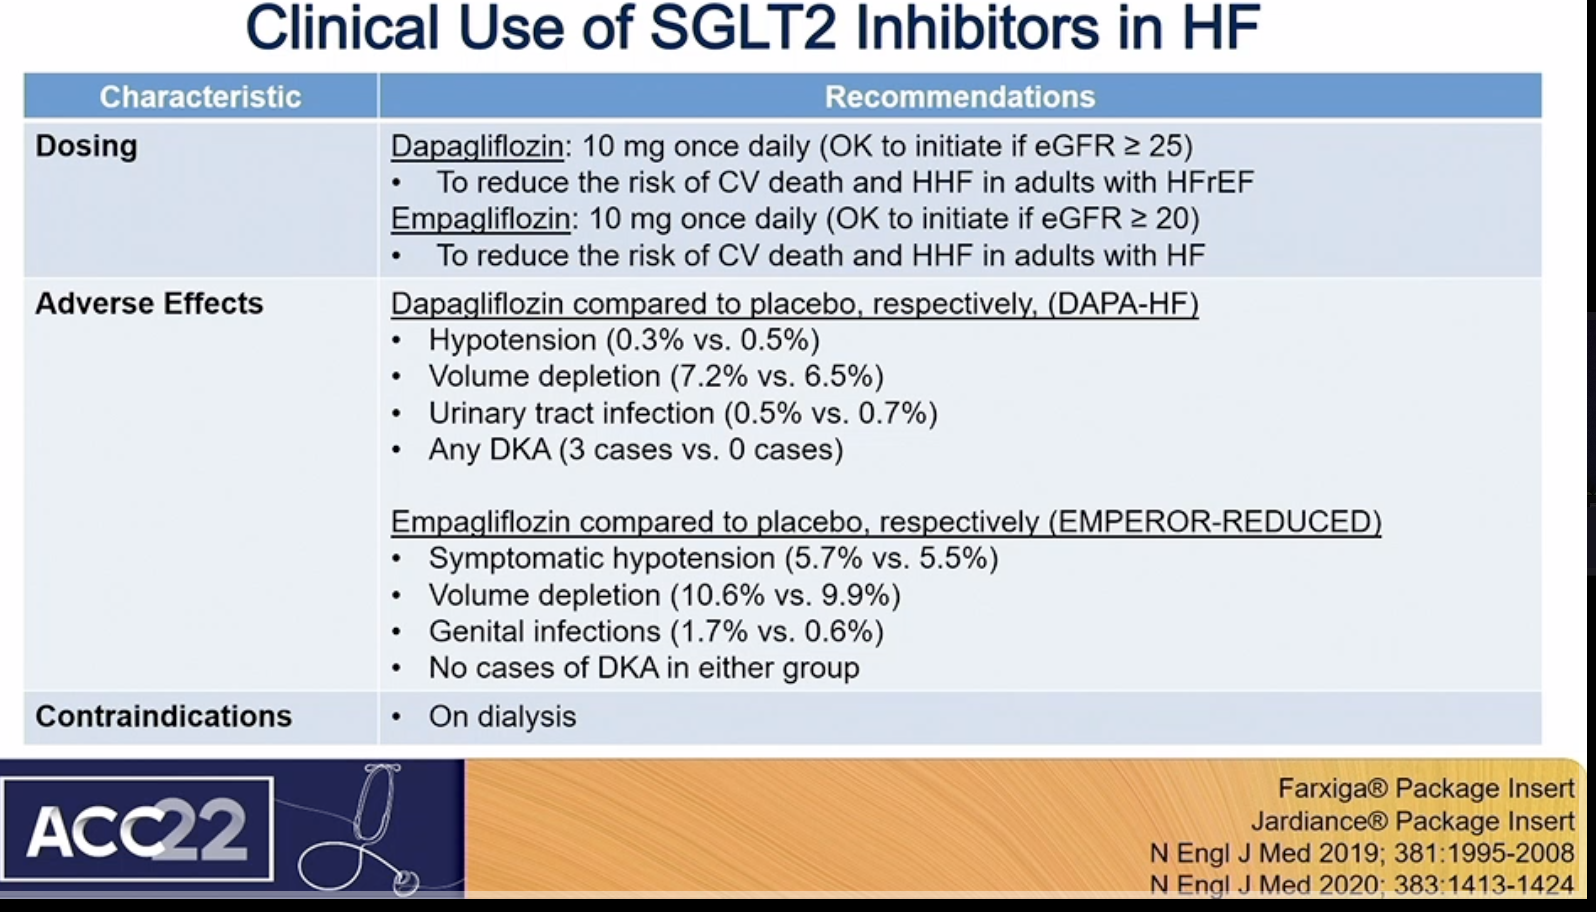 Clinical Use of SGLT2 Inhibitors in HF
Characteristic
Recommendations
Dosing
Dapagliflozin: 10 mg once daily (OK to initiate if eGFR ≥ 25)
• To reduce the risk of CV death and HHF in adults with HFrEF
Empagliflozin: 10 mg once daily (OK to initiate if eGFR ≥ 20)
• To reduce the risk of CV death and HHF in adults with HF
Adverse Effects
Dapagliflozin compared to placebo, respectively, (DAPA-HF)
• Hypotension (0.3% vs. 0.5%)
• Volume depletion (7.2% vs. 6.5%)
• Urinary tract infection (0.5% vs. 0.7%)
• Any DKA (3 cases vs. 0 cases)
Empagliflozin compared to placebo, respectively (EMPEROR-REDUCED)
• Symptomatic hypotension (5.7% vs. 5.5%)
• Volume depletion (10.6% vs. 9.9%)
• Genital infections (1.7% vs. 0.6%)
• No cases of DKA in either group
Contraindications
• On dialysis
ACC22
Farxiga® Package Insert
Jardiance® Package Insert
N Engl J Med 2019; 381:1995-2008
N Engl J Med 2020; 383:1413-1424